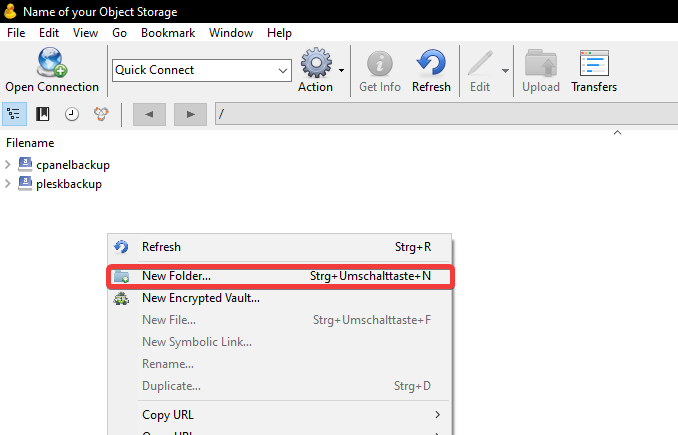 Name of your Object Storage
File Edit View Go Bookmark Window Help
Open Connection Quick Connect Action Get Info Refresh Edit Upload Transfers
/
Filename
cpanelbackup
pleskbackup
Refresh Strg+R
New Folder... Strg+Umschalttaste+N
New Encrypted Vault...
New File... Strg+Umschalttaste+F
New Symbolic Link...
Rename...
Duplicate... Strg+D
Copy URL